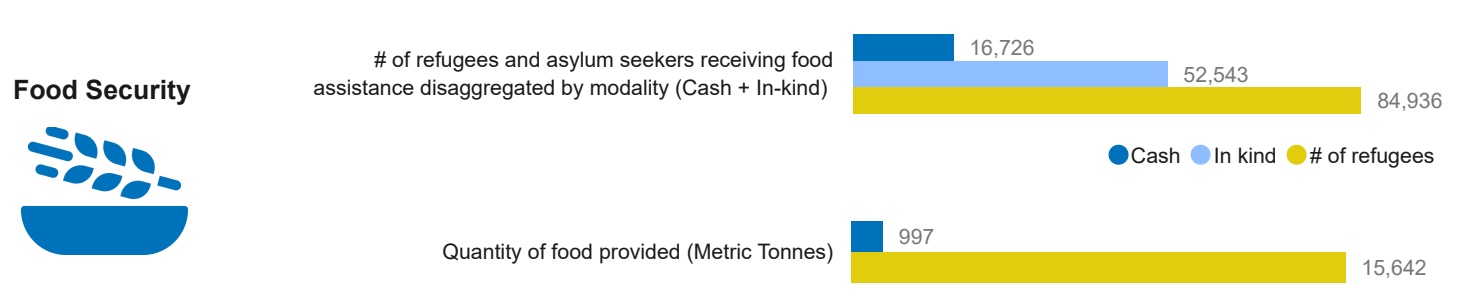 Food Security
# of refugees and asylum seekers receiving food
assistance disaggregated by modality (Cash + In-kind)
16,726
52,543
84,936
Cash In kind # of refugees
Quantity of food provided (Metric Tonnes)
997
15,642